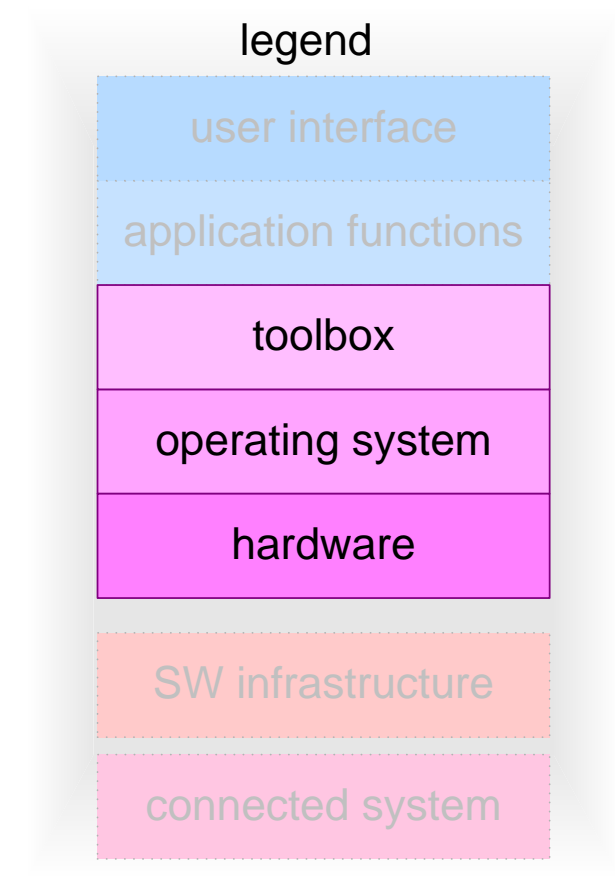 legend
user interface
application functions
toolbox
operating system
hardware
SW infrastructure
connected system